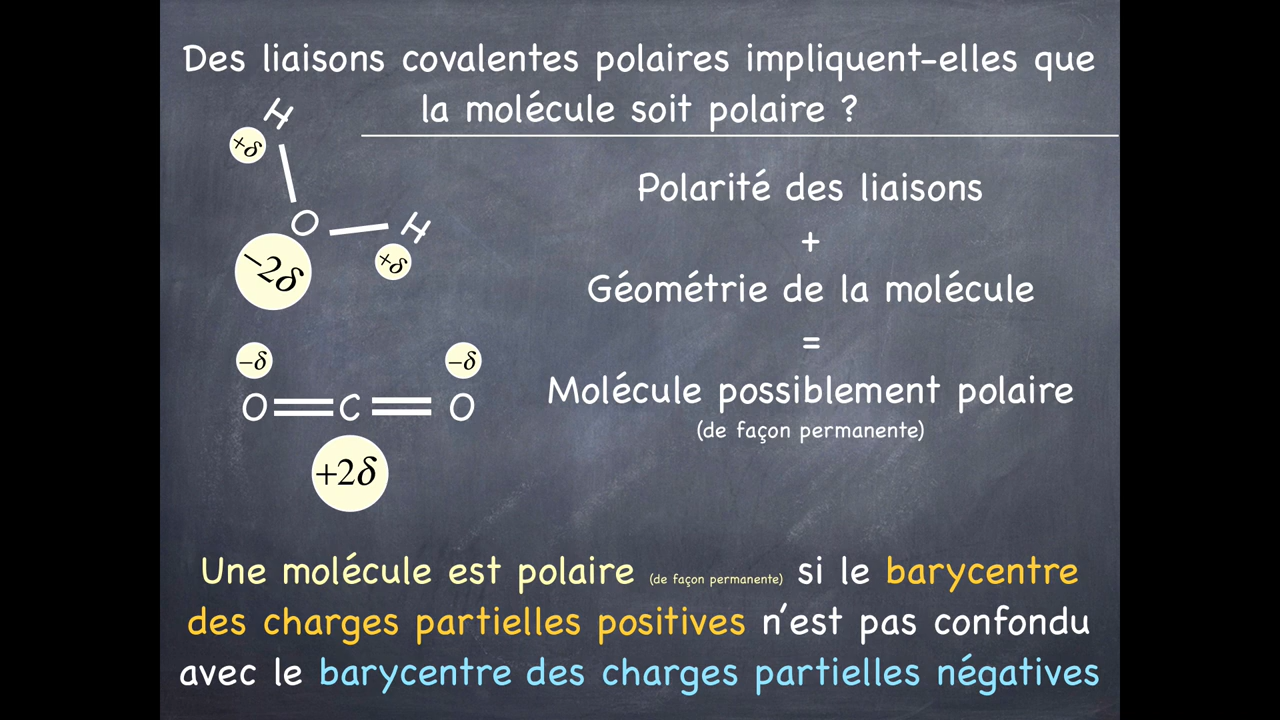 Des liaisons covalentes polaires impliquent-elles que
la molécule soit polaire ?
H
+δ
O
H
−2δ
+δ
Polarité des liaisons
+
Géométrie de la molécule
=
Molécule possiblement polaire
(de façon permanente)
−δ −δ
O C O
+2δ
Une molécule est polaire (de façon permanente) si le barycentre
des charges partielles positives n'est pas confondu
avec le barycentre des charges partielles négatives